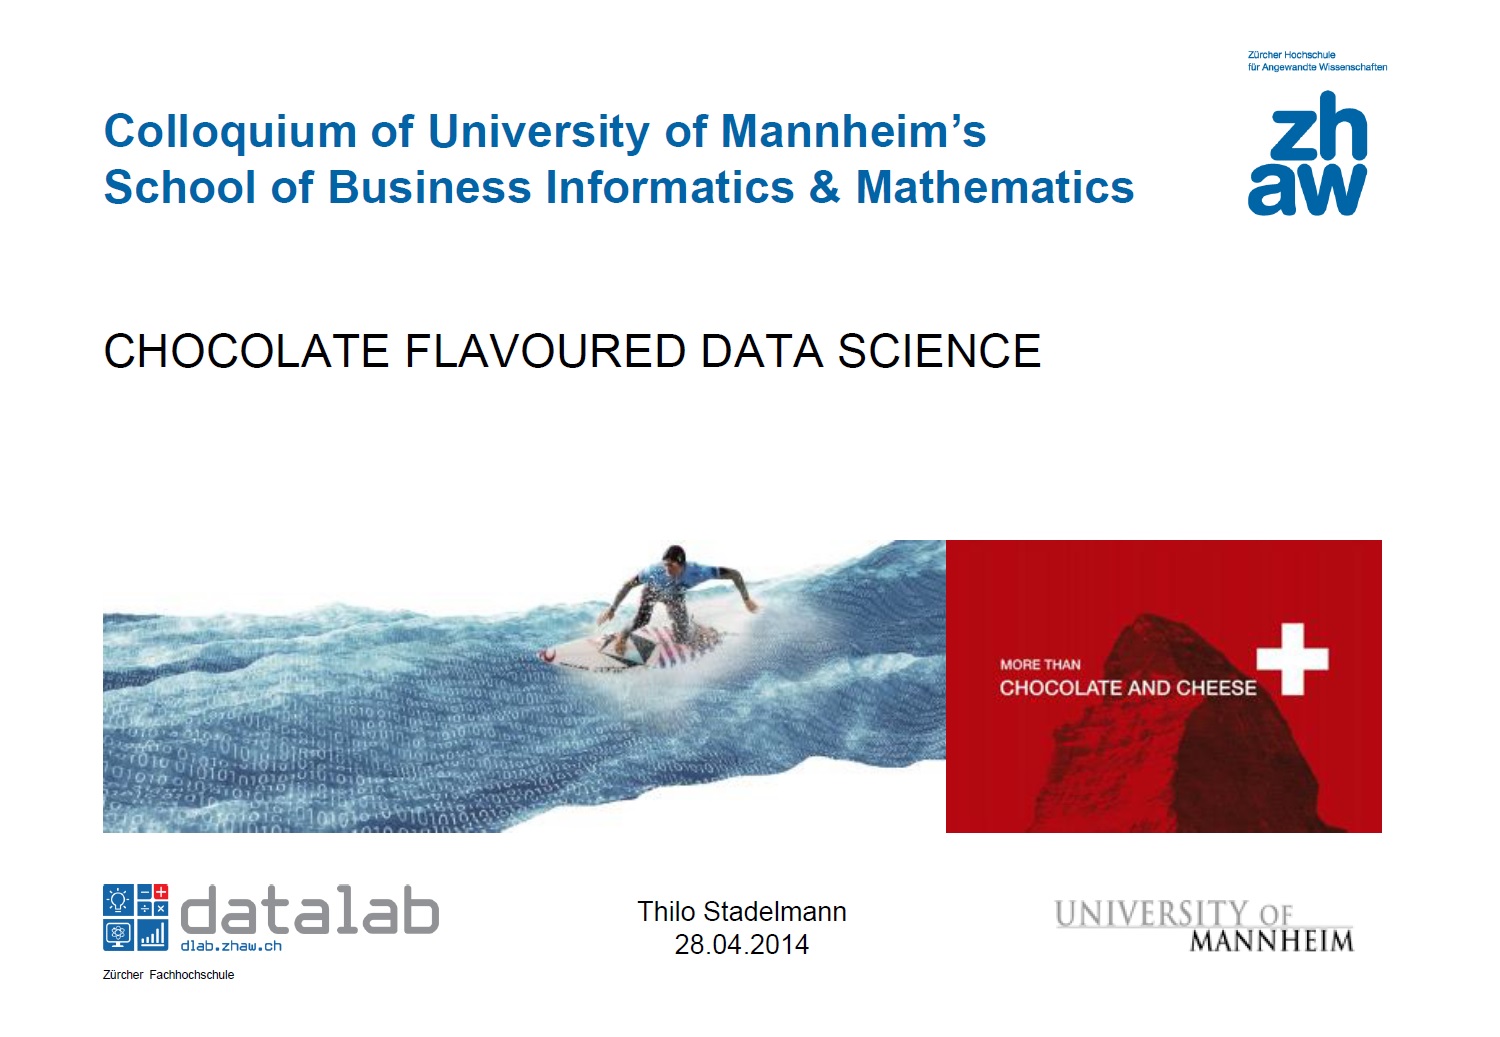 Zürcher Hochschule
für Angewandte Wissenschaften
zh
aw
Colloquium of University of Mannheim’s
School of Business Informatics & Mathematics
CHOCOLATE FLAVOURED DATA SCIENCE
MORE THAN
CHOCOLATE AND CHEESE
datalab
dlab.zhaw.ch
Zürcher Fachhochschule
Thilo Stadelmann
28.04.2014
UNIVERSITY OF
MANNHEIM